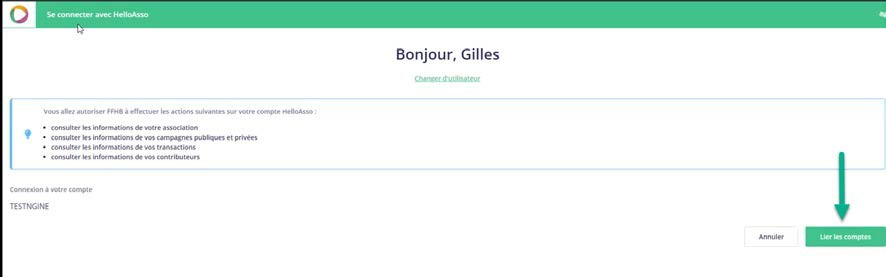 Se connecter avec HelloAsso
Bonjour, Gilles
Changer d'utilisateur
Vous allez autoriser FFHB à effectuer les actions suivantes sur votre compte HelloAsso :
consulter les informations de votre association
consulter les informations de vos campagnes publiques et privées
consulter les informations de vos transactions
consulter les informations de vos contributeurs
Connexion à votre compte
TESTNGINE
Annuler
Lier les comptes